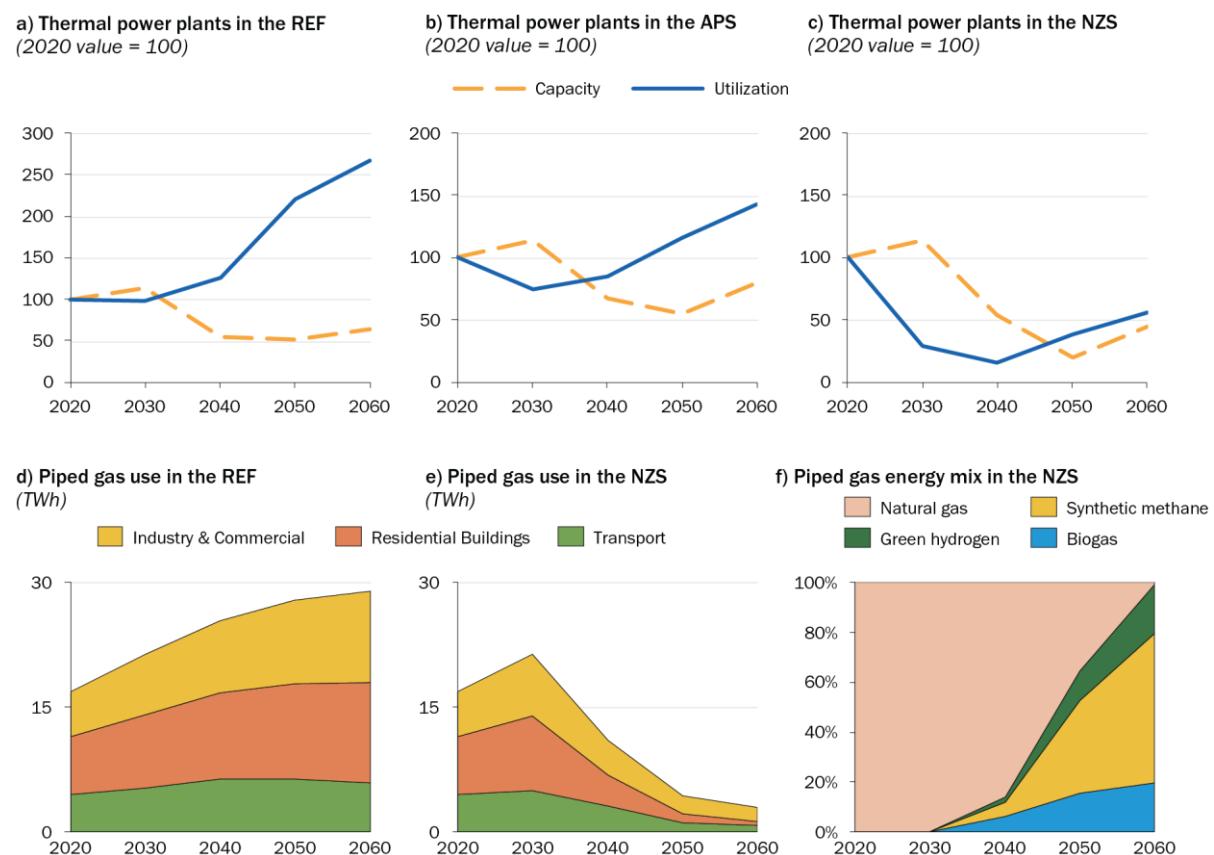 a) Thermal power plants in the REF
(2020 value = 100)
b) Thermal power plants in the APS
(2020 value = 100)
c) Thermal power plants in the NZS
(2020 value = 100)
Capacity
Utilization
300
250
200
150
100
50
0
2020 2030 2040 2050 2060
200
150
100
50
0
2020 2030 2040 2050 2060
200
150
100
50
0
2020 2030 2040 2050 2060
d) Piped gas use in the REF
(TWh)
e) Piped gas use in the NZS
(TWh)
f) Piped gas energy mix in the NZS
Industry & Commercial
Residential Buildings
Transport
Natural gas
Synthetic methane
Green hydrogen
Biogas
30
15
0
2020 2030 2040 2050 2060
30
15
0
2020 2030 2040 2050 2060
100%
80%
60%
40%
20%
0%
2020 2030 2040 2050 2060